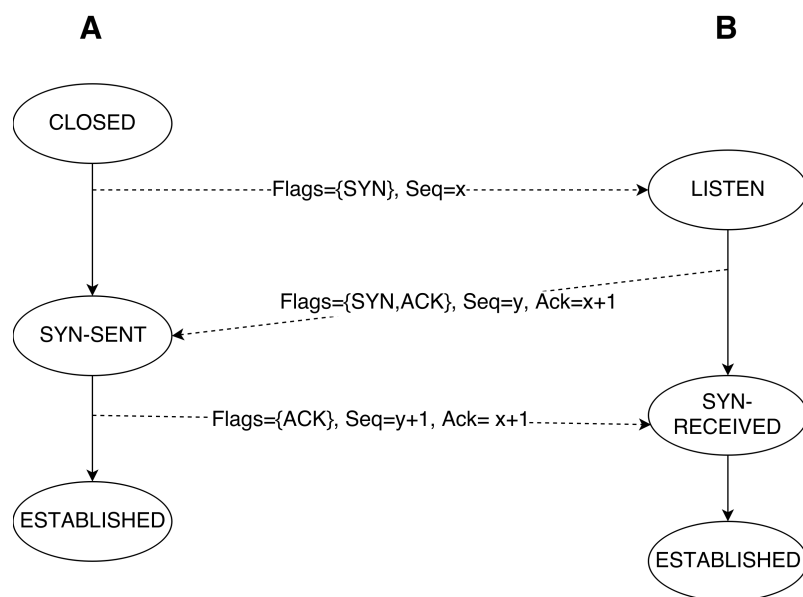 A
B
CLOSED
Flags={SYN}, Seq=x
LISTEN
Flags={SYN,ACK}, Seq=y, Ack=x+1
SYN-SENT
Flags={ACK}, Seq=y+1, Ack= x+1
SYN-
RECEIVED
ESTABLISHED
ESTABLISHED